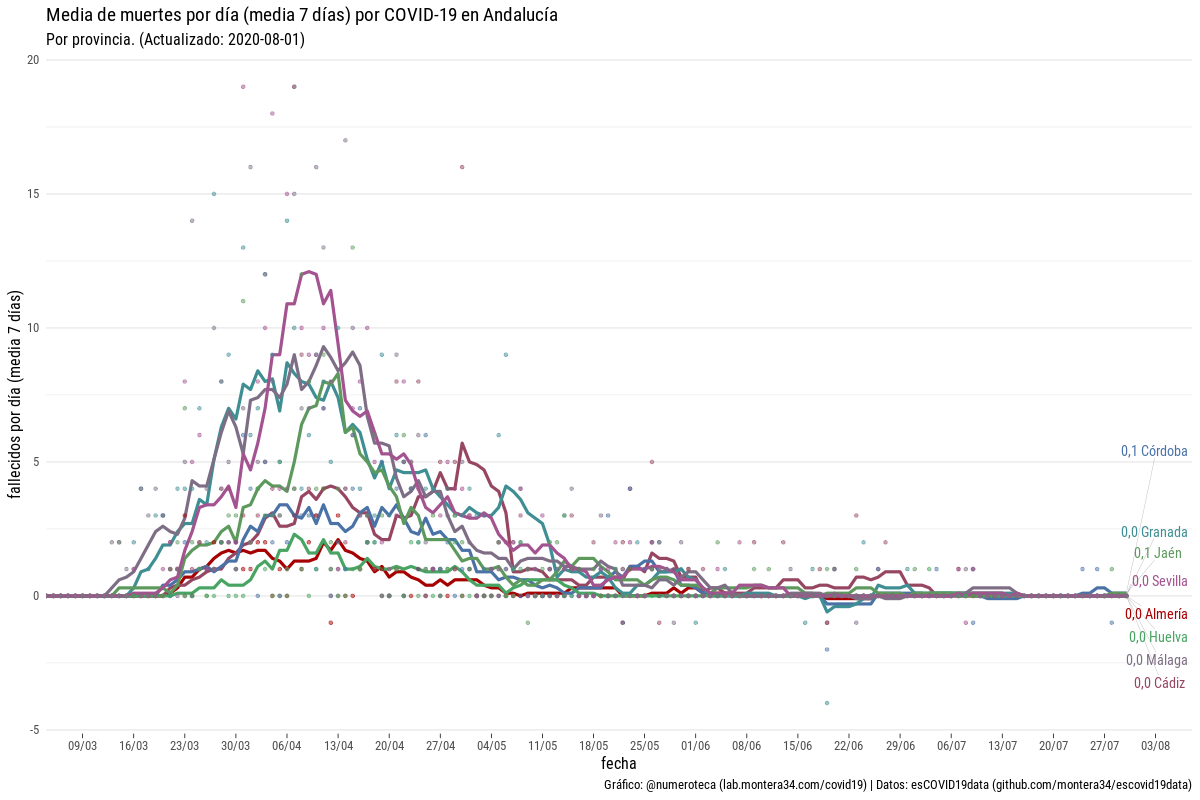 Media de muertes por día (media 7 días) por COVID-19 en Andalucía
Por provincia. (Actualizado: 2020-08-01)
fallecidos por día (media 7 días)
20
15
10
5
0
-5
0,1 Córdoba
0,0 Granada
0,1 Jaén
0,0 Sevilla
0,0 Almería
0,0 Huelva
0,0 Málaga
0,0 Cádiz
09/03 16/03 23/03 30/03 06/04 13/04 20/04 27/04 04/05 11/05 18/05 25/05 01/06 08/06 15/06 22/06 29/06 06/07 13/07 20/07 27/07 03/08
fecha
Gráfico: @numeroteca (lab.montera34.com/covid19) | Datos: esCOVID19data (github.com/montera34/escovid19data)